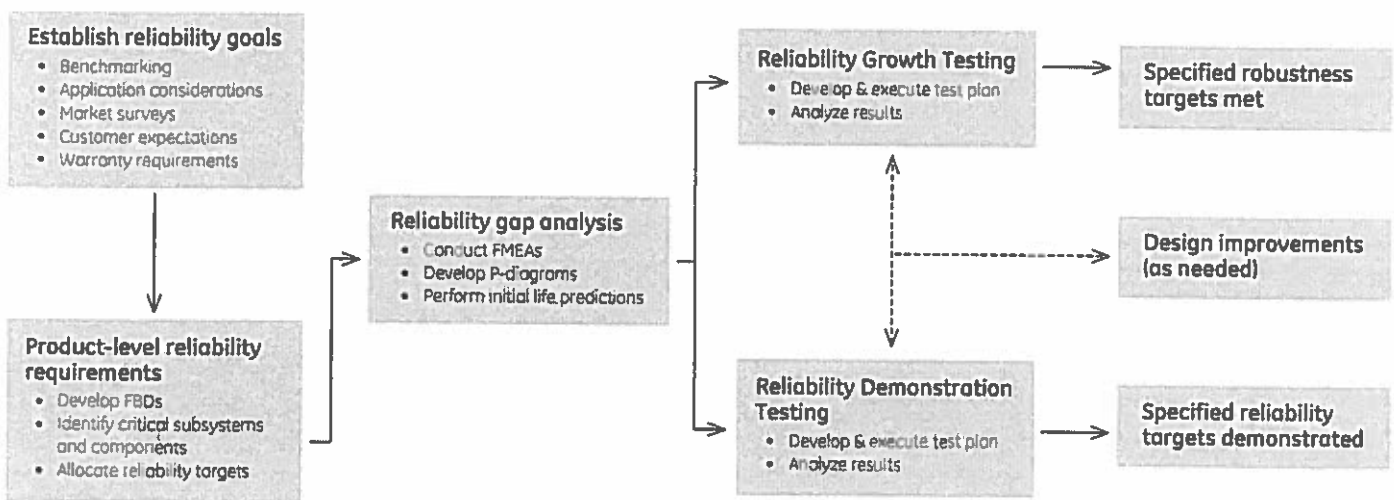 Establish reliability goals
• Benchmarking
• Application considerations
• Market surveys
• Customer expectations
• Warranty requirements
Product-level reliability
requirements
• Develop FBDs
• Identify critical subsystems
and components
• Allocate reliability targets
Reliability gap analysis
• Conduct FMEAs
• Develop P-diagrams
• Perform initial life predictions
Reliability Growth Testing
• Develop & execute test plan
• Analyze results
Specified robustness
targets met
Design improvements
(as needed)
Reliability Demonstration
Testing
• Develop & execute test plan
• Analyze results
Specified reliability
targets demonstrated